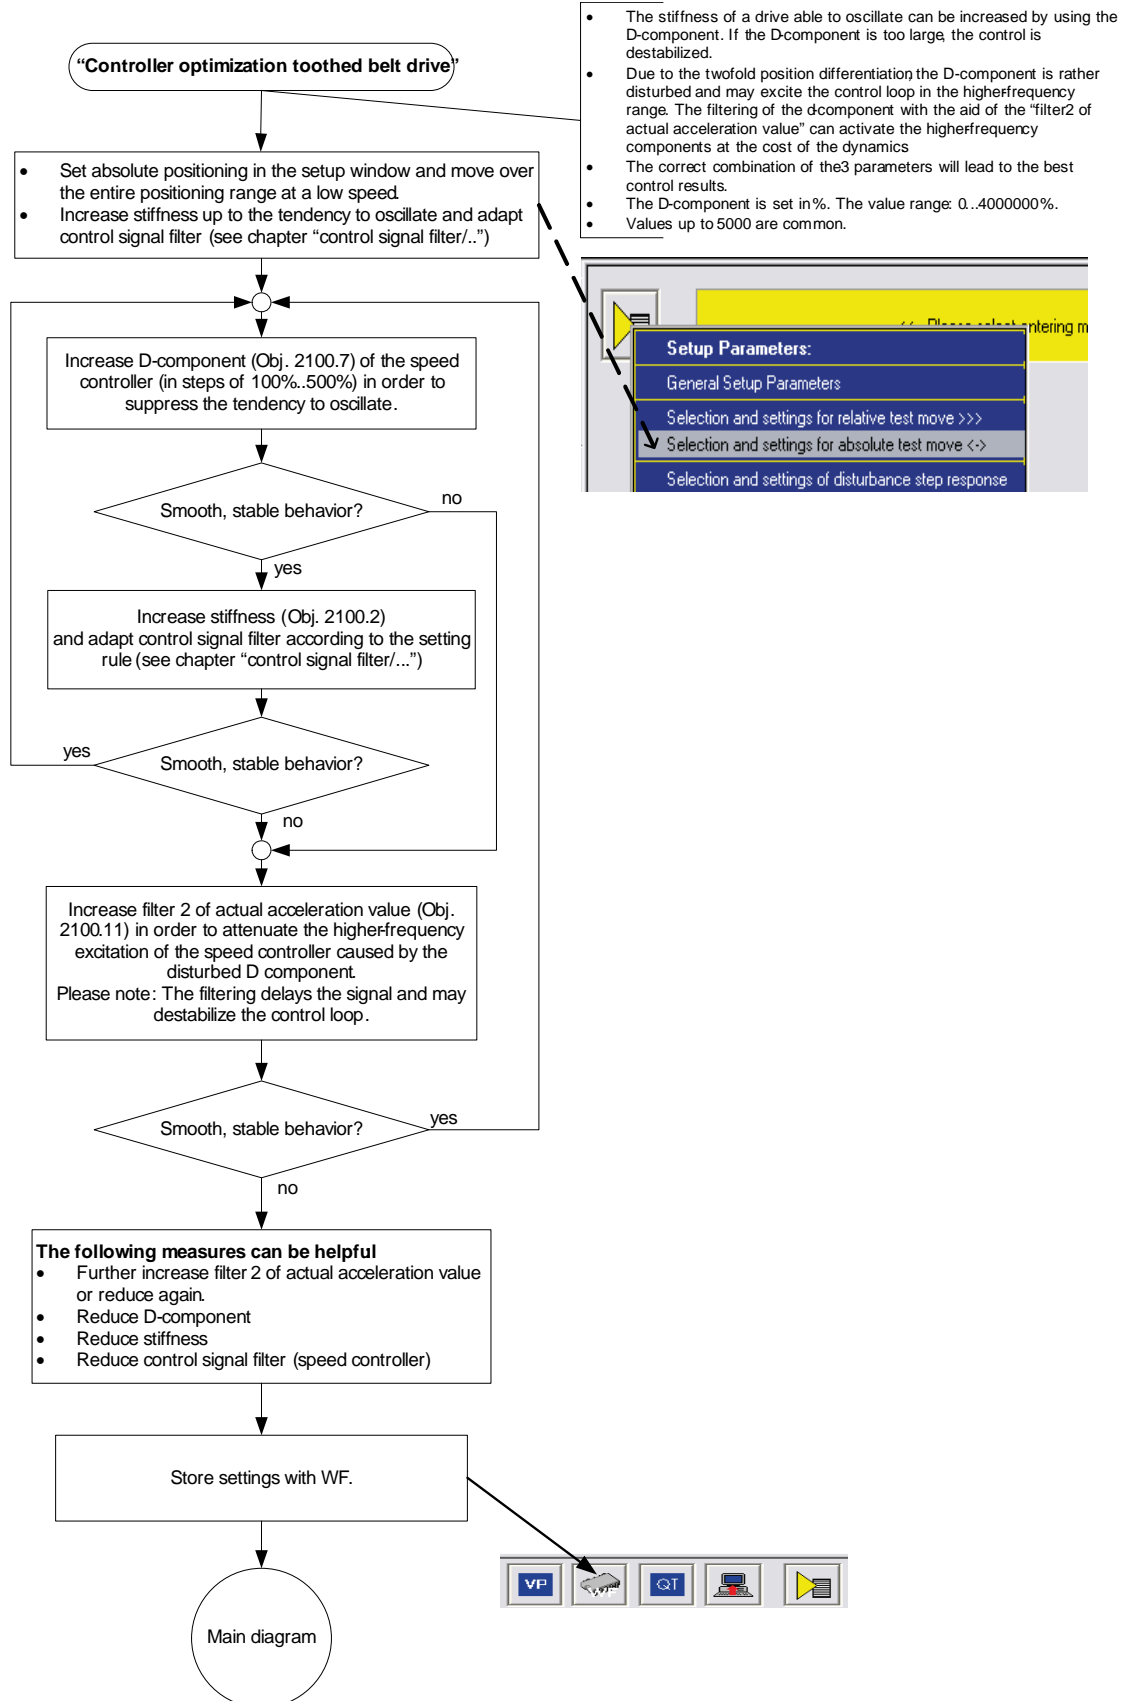 “Controller optimization toothed belt drive”
• The stiffness of a drive able to oscillate can be increased by using the
D-component. If the D-component is too large, the control is
destabilized.
• Due to the twofold position differentiation, the D-component is rather
disturbed and may excite the control loop in the higher-frequency
range. The filtering of the d-component with the aid of the “filter2 of
actual acceleration value” can activate the higher-frequency
components at the cost of the dynamics
• The correct combination of the 3 parameters will lead to the best
control results.
• The D-component is set in %. The value range: 0...4000000%.
• Values up to 5000 are common.
• Set absolute positioning in the setup window and move over
the entire positioning range at a low speed.
• Increase stiffness up to the tendency to oscillate and adapt
control signal filter (see chapter “control signal filter/..”)
Setup Parameters:
General Setup Parameters
Selection and settings for relative test move >>>
Selection and settings for absolute test move <->
Selection and settings of disturbance step response
Increase D-component (Obj. 2100.7) of the speed
controller (in steps of 100%..500%) in order to
suppress the tendency to oscillate.
Smooth, stable behavior?
no
yes
Increase stiffness (Obj. 2100.2)
and adapt control signal filter according to the setting
rule (see chapter “control signal filter/...”)
yes
Smooth, stable behavior?
no
Increase filter 2 of actual acceleration value (Obj.
2100.11) in order to attenuate the higher-frequency
excitation of the speed controller caused by the
disturbed D component.
Please note: The filtering delays the signal and may
destabilize the control loop.
Smooth, stable behavior?
yes
no
The following measures can be helpful
• Further increase filter 2 of actual acceleration value
or reduce again.
• Reduce D-component
• Reduce stiffness
• Reduce control signal filter (speed controller)
Store settings with WF.
VP
WF
QT
Main diagram